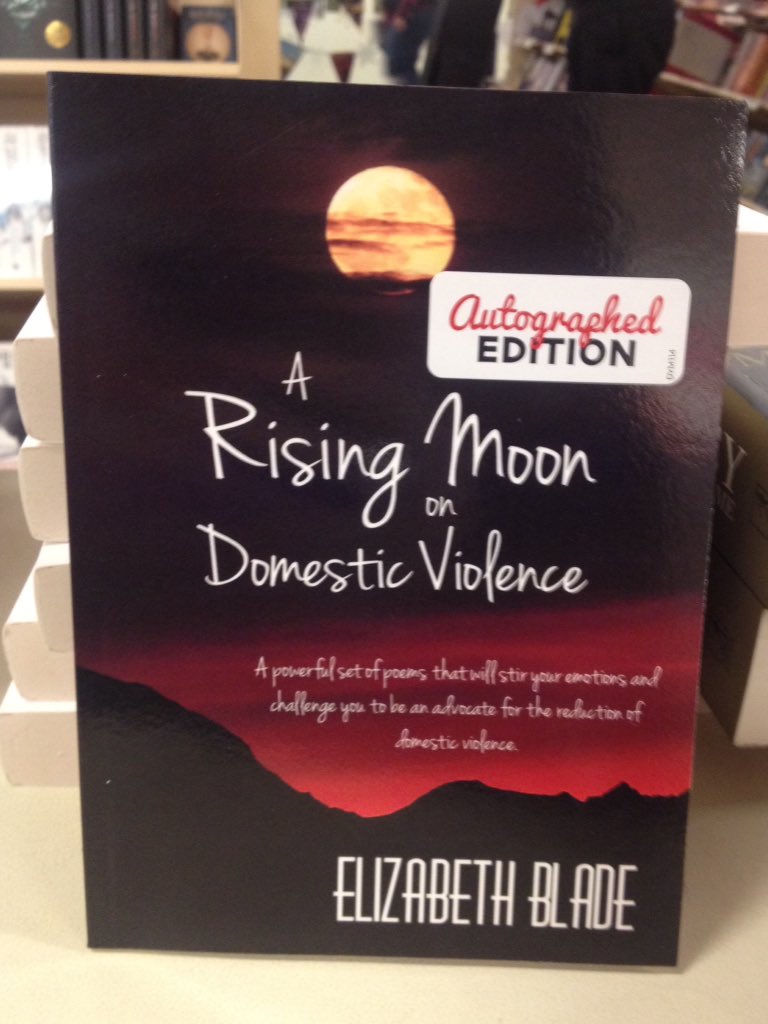 Autographed
EDITION
A
Rising Moon
on
Domestic Violence
A powerful set of poems that will stir your emotions and
challenge you to be an advocate for the reduction of
domestic violence.
ELIZABETH BLADE